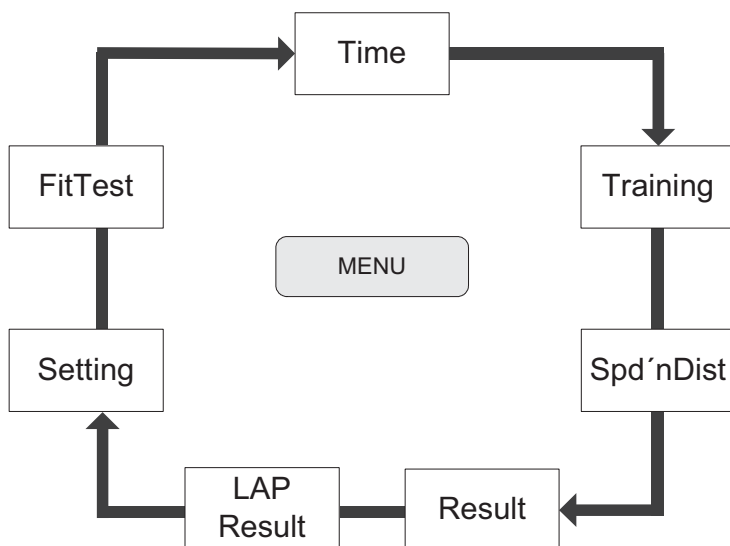 Time
FitTest
Training
MENU
Setting
Spd´nDist
LAP
Result
Result